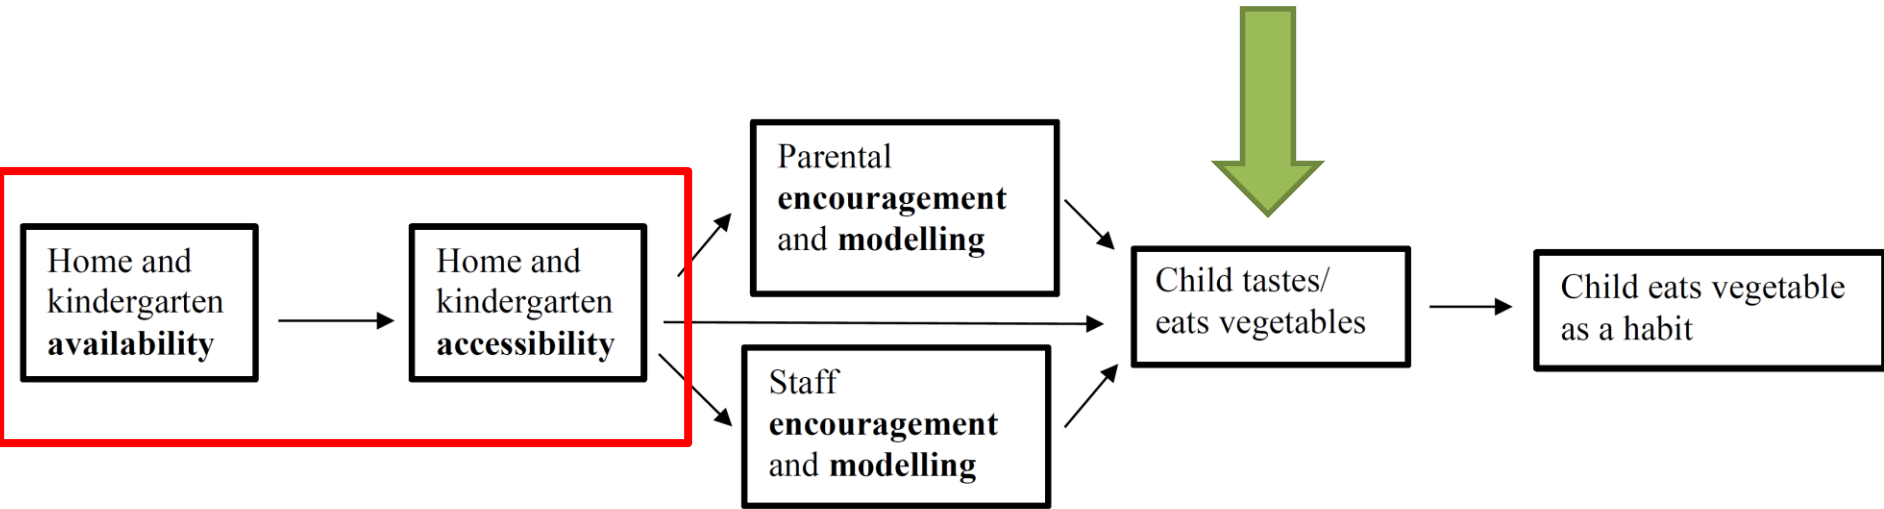 Home and
kindergarten
availability
Home and
kindergarten
accessibility
Parental
encouragement
and modelling
Staff
encouragement
and modelling
Child tastes/
eats vegetables
Child eats vegetable
as a habit